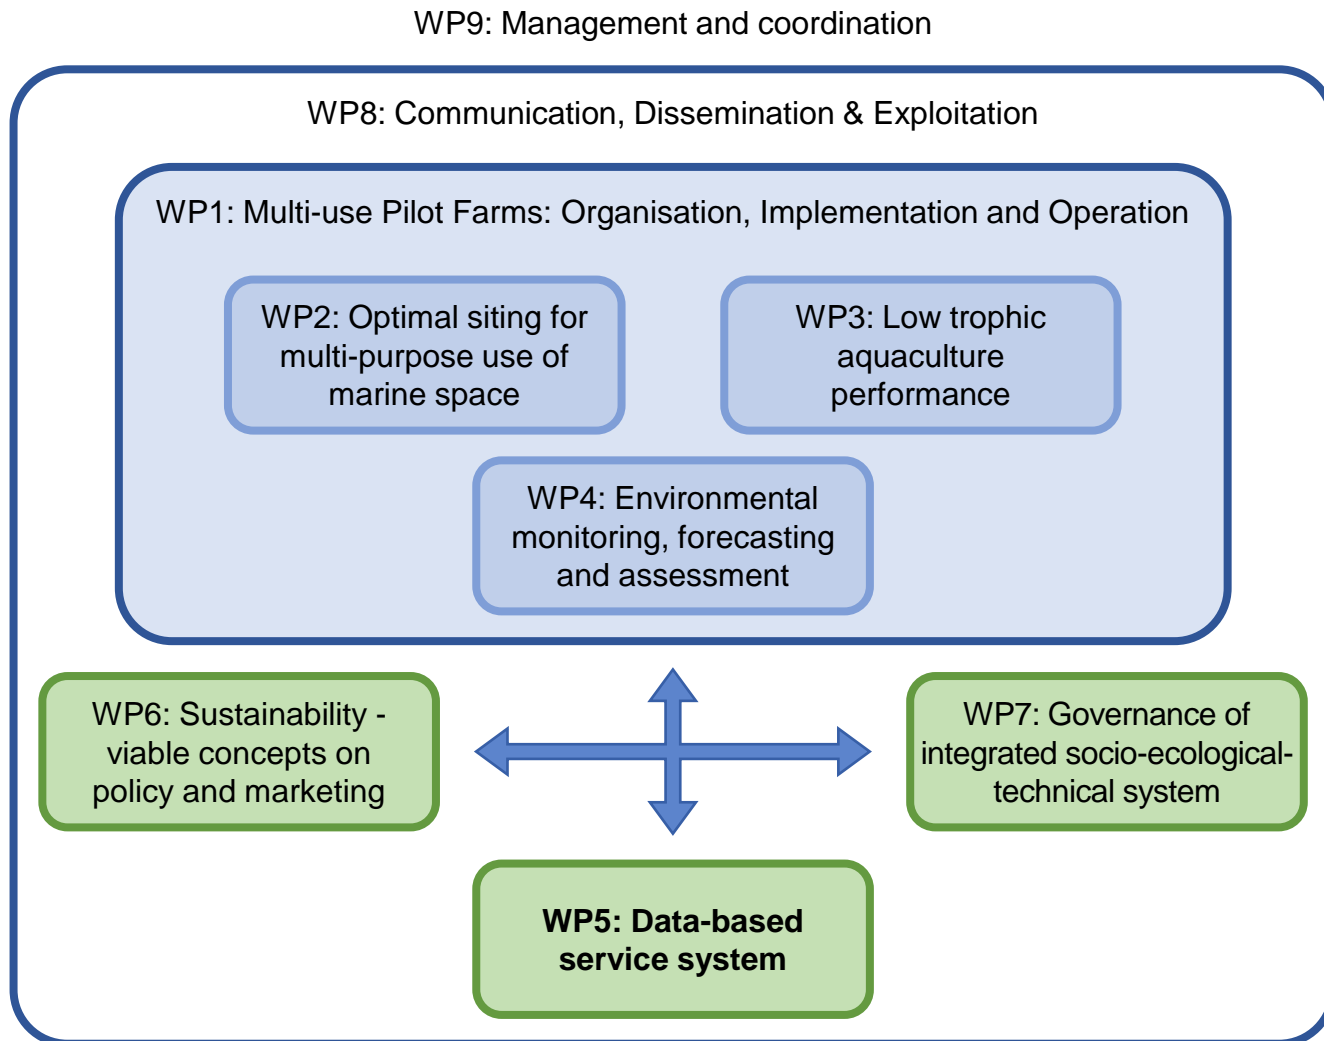 WP9: Management and coordination
WP8: Communication, Dissemination & Exploitation
WP1: Multi-use Pilot Farms: Organisation, Implementation and Operation
WP2: Optimal siting for
multi-purpose use of
marine space
WP3: Low trophic
aquaculture
performance
WP4: Environmental
monitoring, forecasting
and assessment
WP6: Sustainability -
viable concepts on
policy and marketing
WP7: Governance of
integrated socio-ecological-
technical system
WP5: Data-based
service system